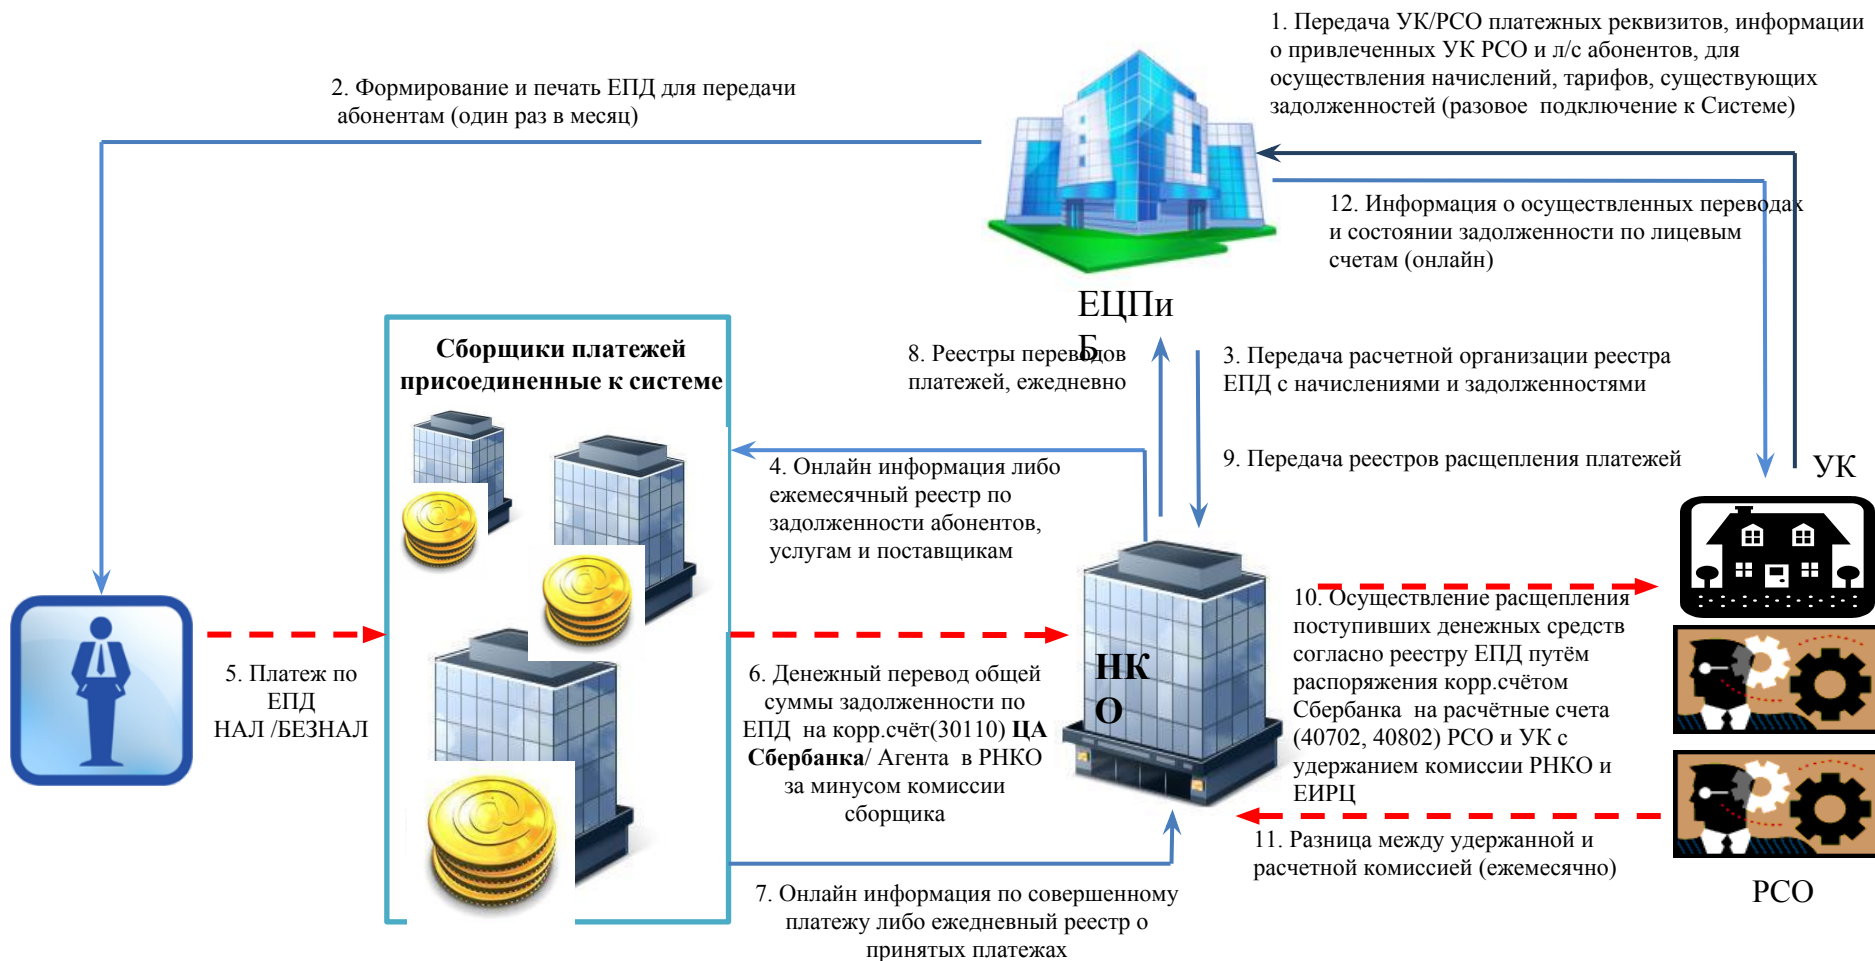 1. Передача УК/РСО платежных реквизитов, информации
о привлеченных УК РСО и л/с абонентов, для
осуществления начислений, тарифов, существующих
задолженностей (разовое подключение к Системе)
2. Формирование и печать ЕПД для передачи
абонентам (один раз в месяц)
12. Информация о осуществленных переводах
и состоянии задолженности по лицевым
счетам (онлайн)
ЕЦПи
Б
Сборщики платежей
присоединенные к системе
8. Реестры переводов
платежей, ежедневно
3. Передача расчетной организации реестра
ЕПД с начислениями и задолженностями
4. Онлайн информация либо
ежемесячный реестр по
задолженности абонентов,
услугам и поставщикам
9. Передача реестров расщепления платежей
УК
5. Платеж по
ЕПД
НАЛ /БЕЗНАЛ
6. Денежный перевод общей
суммы задолженности по
ЕПД на корр.счёт(30110) ЦА
Сбербанка/ Агента в РНКО
за минусом комиссии
сборщика
НК
О
10. Осуществление расщепления
поступивших денежных средств
согласно реестру ЕПД путём
распоряжения корр.счётом
Сбербанка на расчётные счета
(40702, 40802) РСО и УК с
удержанием комиссии РНКО и
ЕИРЦ
11. Разница между удержанной и
расчетной комиссией (ежемесячно)
РСО
7. Онлайн информация по совершенному
платежу либо ежедневный реестр о
принятых платежах